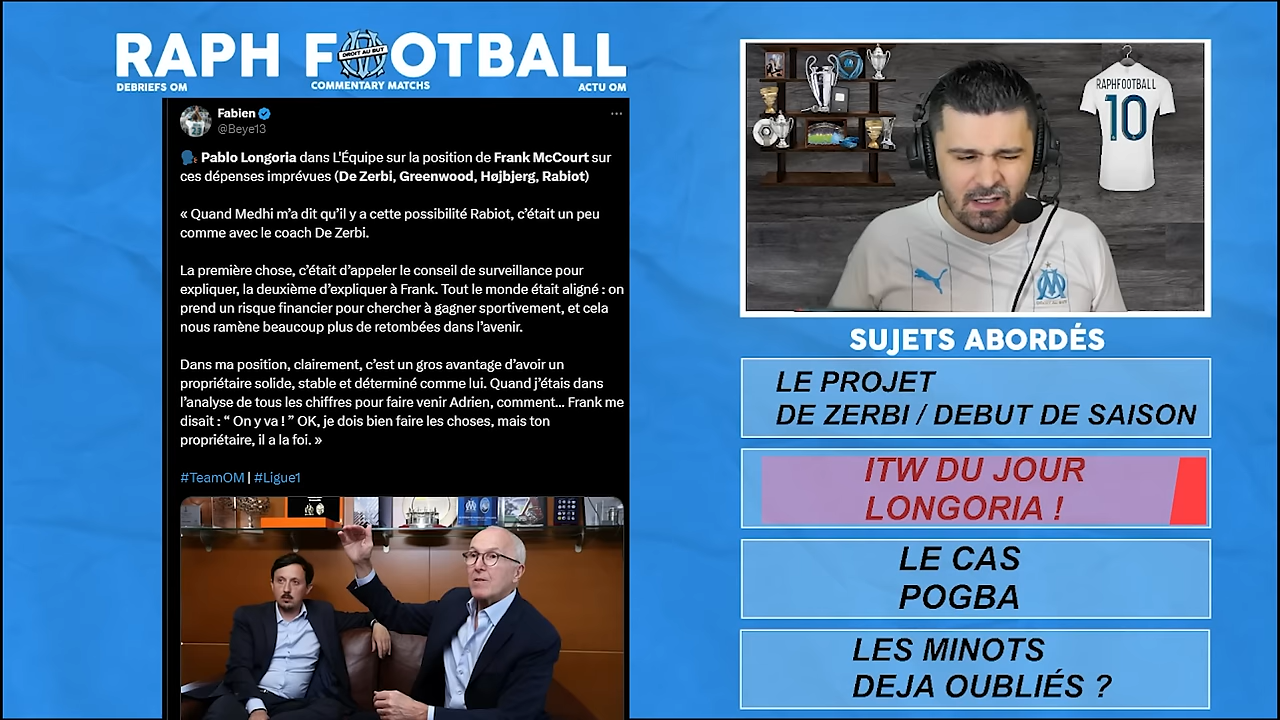 RAPH FOOTBALL
DROIT AU BUT
DEBRIEFS OM
COMMENTARY MATCHS
ACTU OM
Fabien
@Beye13
🗣 Pablo Longoria dans L'Équipe sur la position de Frank McCourt sur
ces dépenses imprévues (De Zerbi, Greenwood, Højbjerg, Rabiot)
« Quand Medhi m'a dit qu'il y a cette possibilité Rabiot, c'était un peu
comme avec le coach De Zerbi.
La première chose, c'était d'appeler le conseil de surveillance pour
expliquer, la deuxième d'expliquer à Frank. Tout le monde était aligné : on
prend un risque financier pour chercher à gagner sportivement, et cela
nous ramène beaucoup plus de retombées dans l'avenir.
Dans ma position, clairement, c'est un gros avantage d'avoir un
propriétaire solide, stable et déterminé comme lui. Quand j'étais dans
l'analyse de tous les chiffres pour faire venir Adrien, comment... Frank me
disait : “ On y va ! ” OK, je dois bien faire les choses, mais ton
propriétaire, il a la foi. »
#TeamOM | #Ligue1
RAPHFOOTBALL
10
SUJETS ABORDÉS
LE PROJET
DE ZERBI / DEBUT DE SAISON
ITW DU JOUR
LONGORIA !
LE CAS
POGBA
LES MINOTS
DEJA OUBLIÉS ?